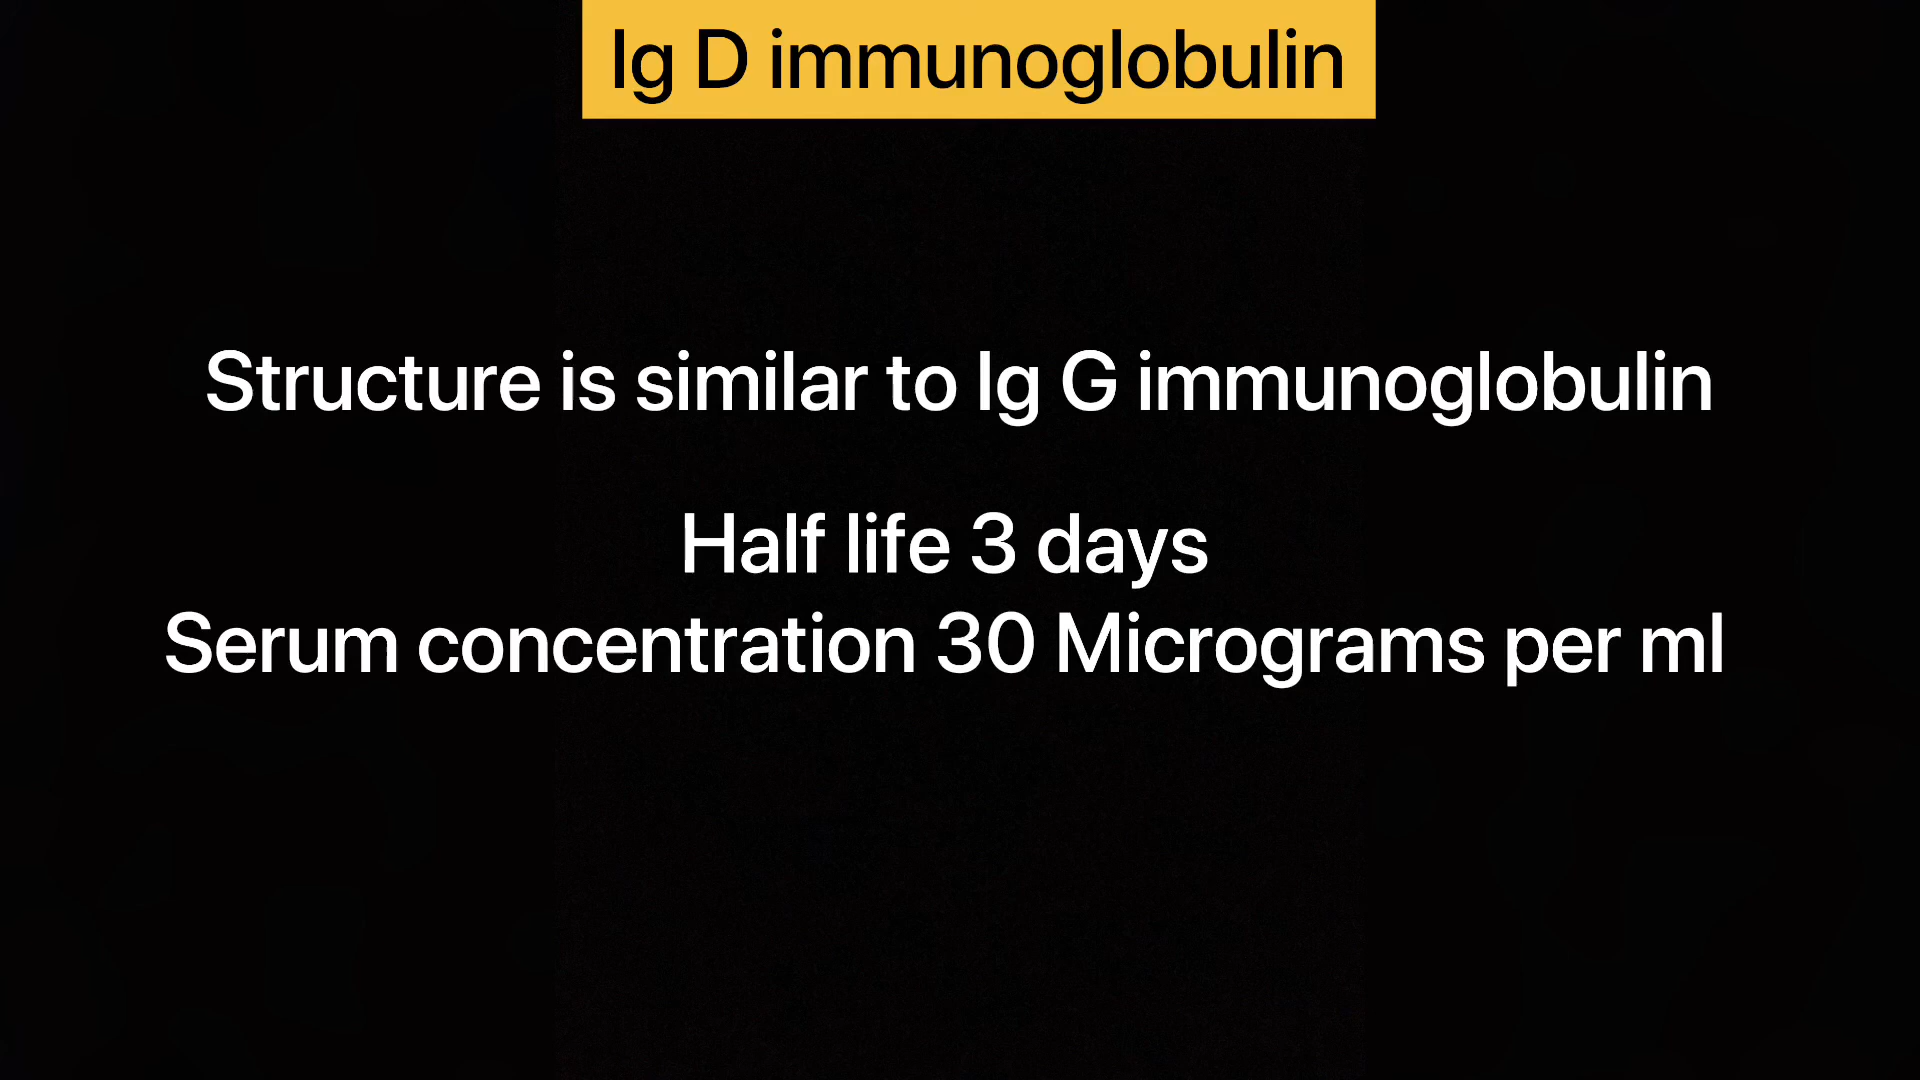 Ig D immunoglobulin
Structure is similar to Ig G immunoglobulin
Half life 3 days
Serum concentration 30 Micrograms per ml